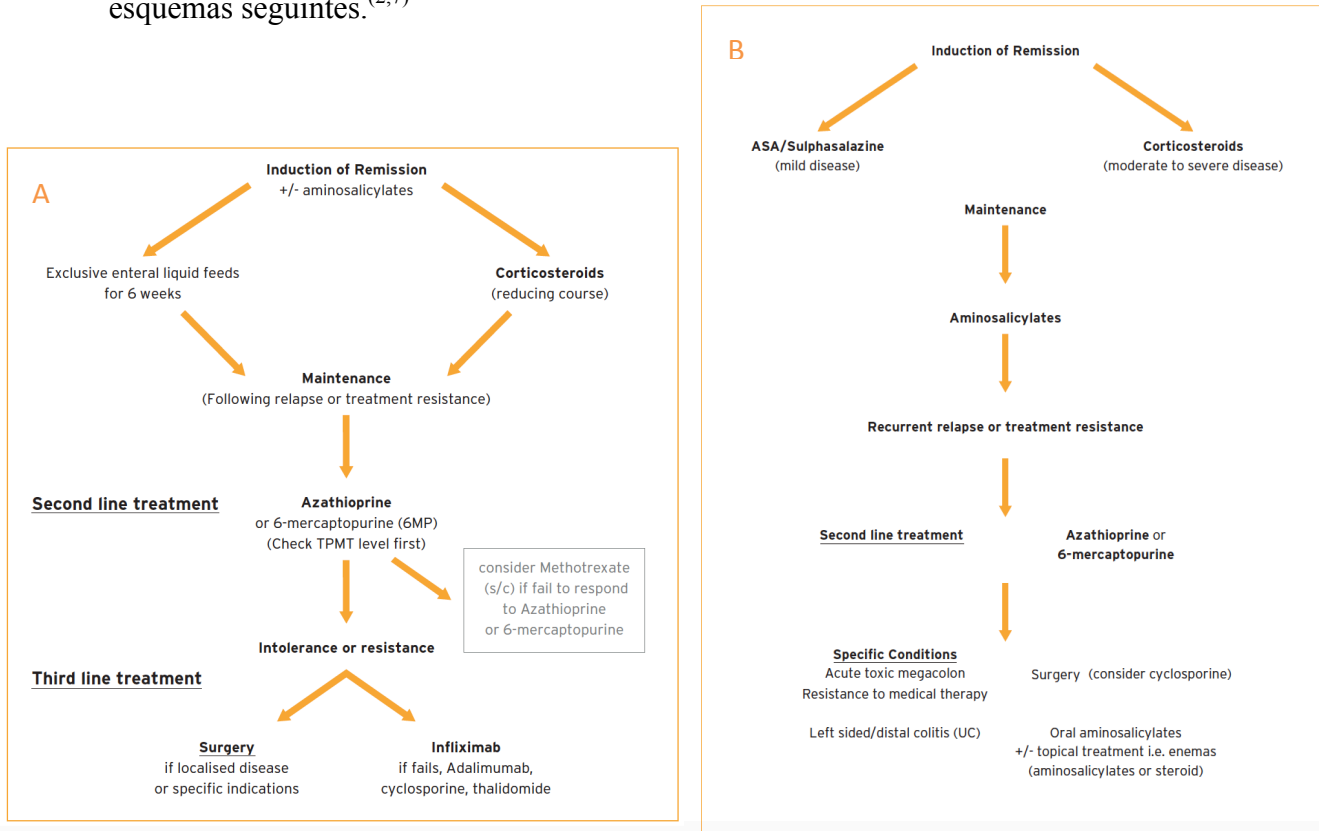 esquemas seguintes.(2,7)
A
Induction of Remission
+/- aminosalicylates
Exclusive enteral liquid feeds
for 6 weeks
Corticosteroids
(reducing course)
Maintenance
(Following relapse or treatment resistance)
Second line treatment
Azathioprine
or 6-mercaptopurine (6MP)
(Check TPMT level first)
consider Methotrexate
(s/c) if fail to respond
to Azathioprine
or 6-mercaptopurine
Intolerance or resistance
Third line treatment
Surgery
if localised disease
or specific indications
Infliximab
if fails, Adalimumab,
cyclosporine, thalidomide
B
Induction of Remission
ASA/Sulphasalazine
(mild disease)
Corticosteroids
(moderate to severe disease)
Maintenance
Aminosalicylates
Recurrent relapse or treatment resistance
Second line treatment
Azathioprine or
6-mercaptopurine
Specific Conditions
Acute toxic megacolon
Resistance to medical therapy
Surgery (consider cyclosporine)
Left sided/distal colitis (UC)
Oral aminosalicylates
+/- topical treatment i.e. enemas
(aminosalicylates or steroid)